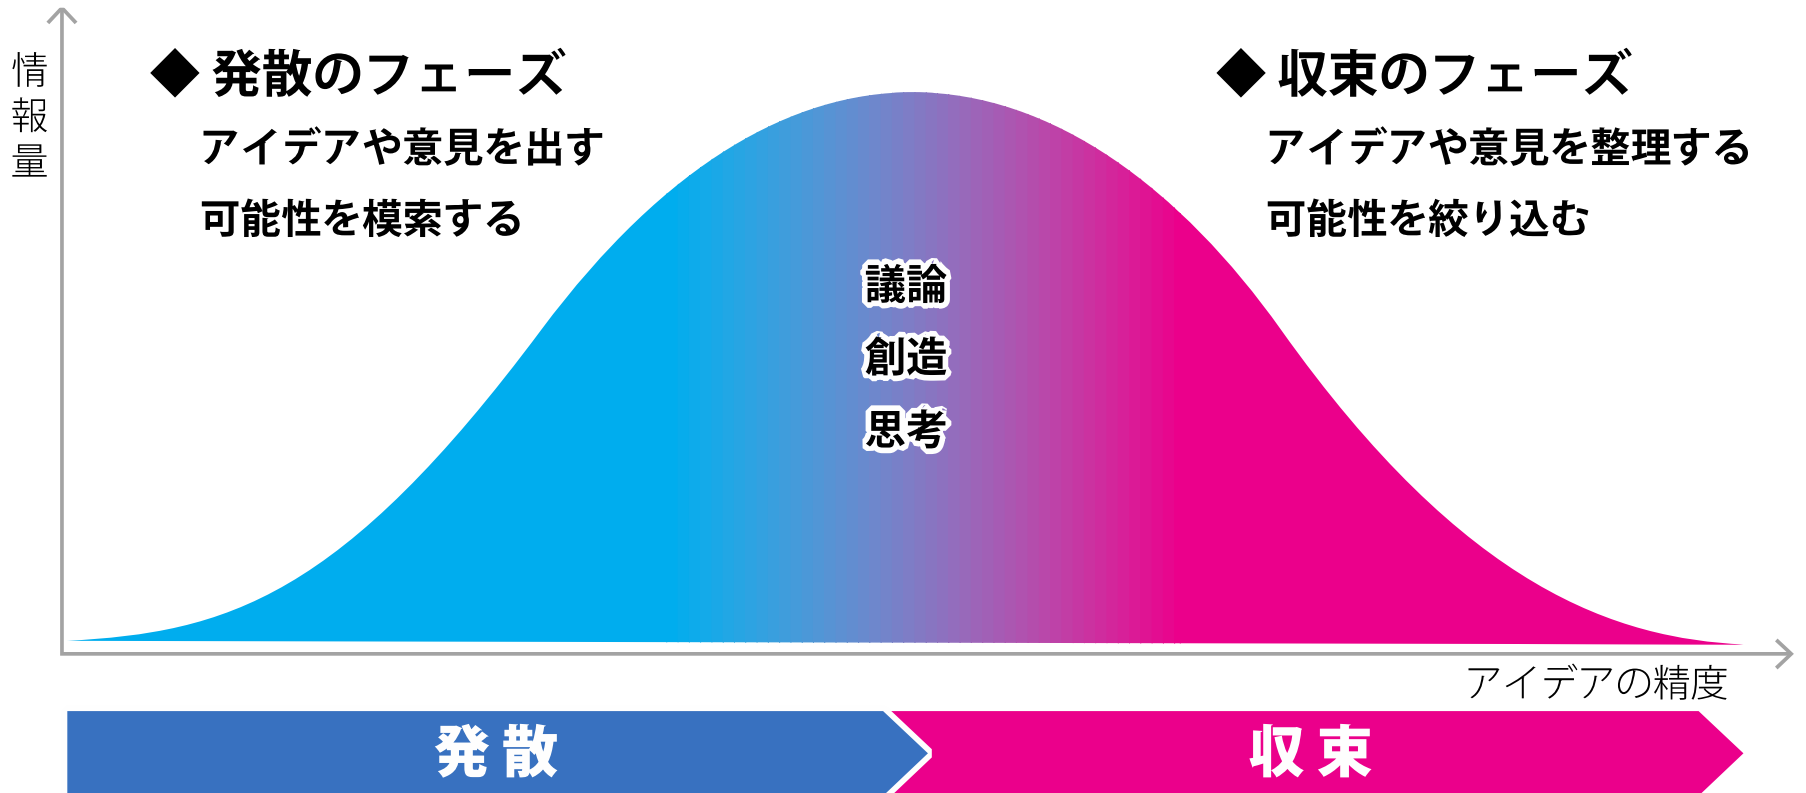 情報量
◆ 発散のフェーズ
アイデアや意見を出す
可能性を模索する
◆ 収束のフェーズ
アイデアや意見を整理する
可能性を絞り込む
議論
創造
思考
アイデアの精度
発散
収束